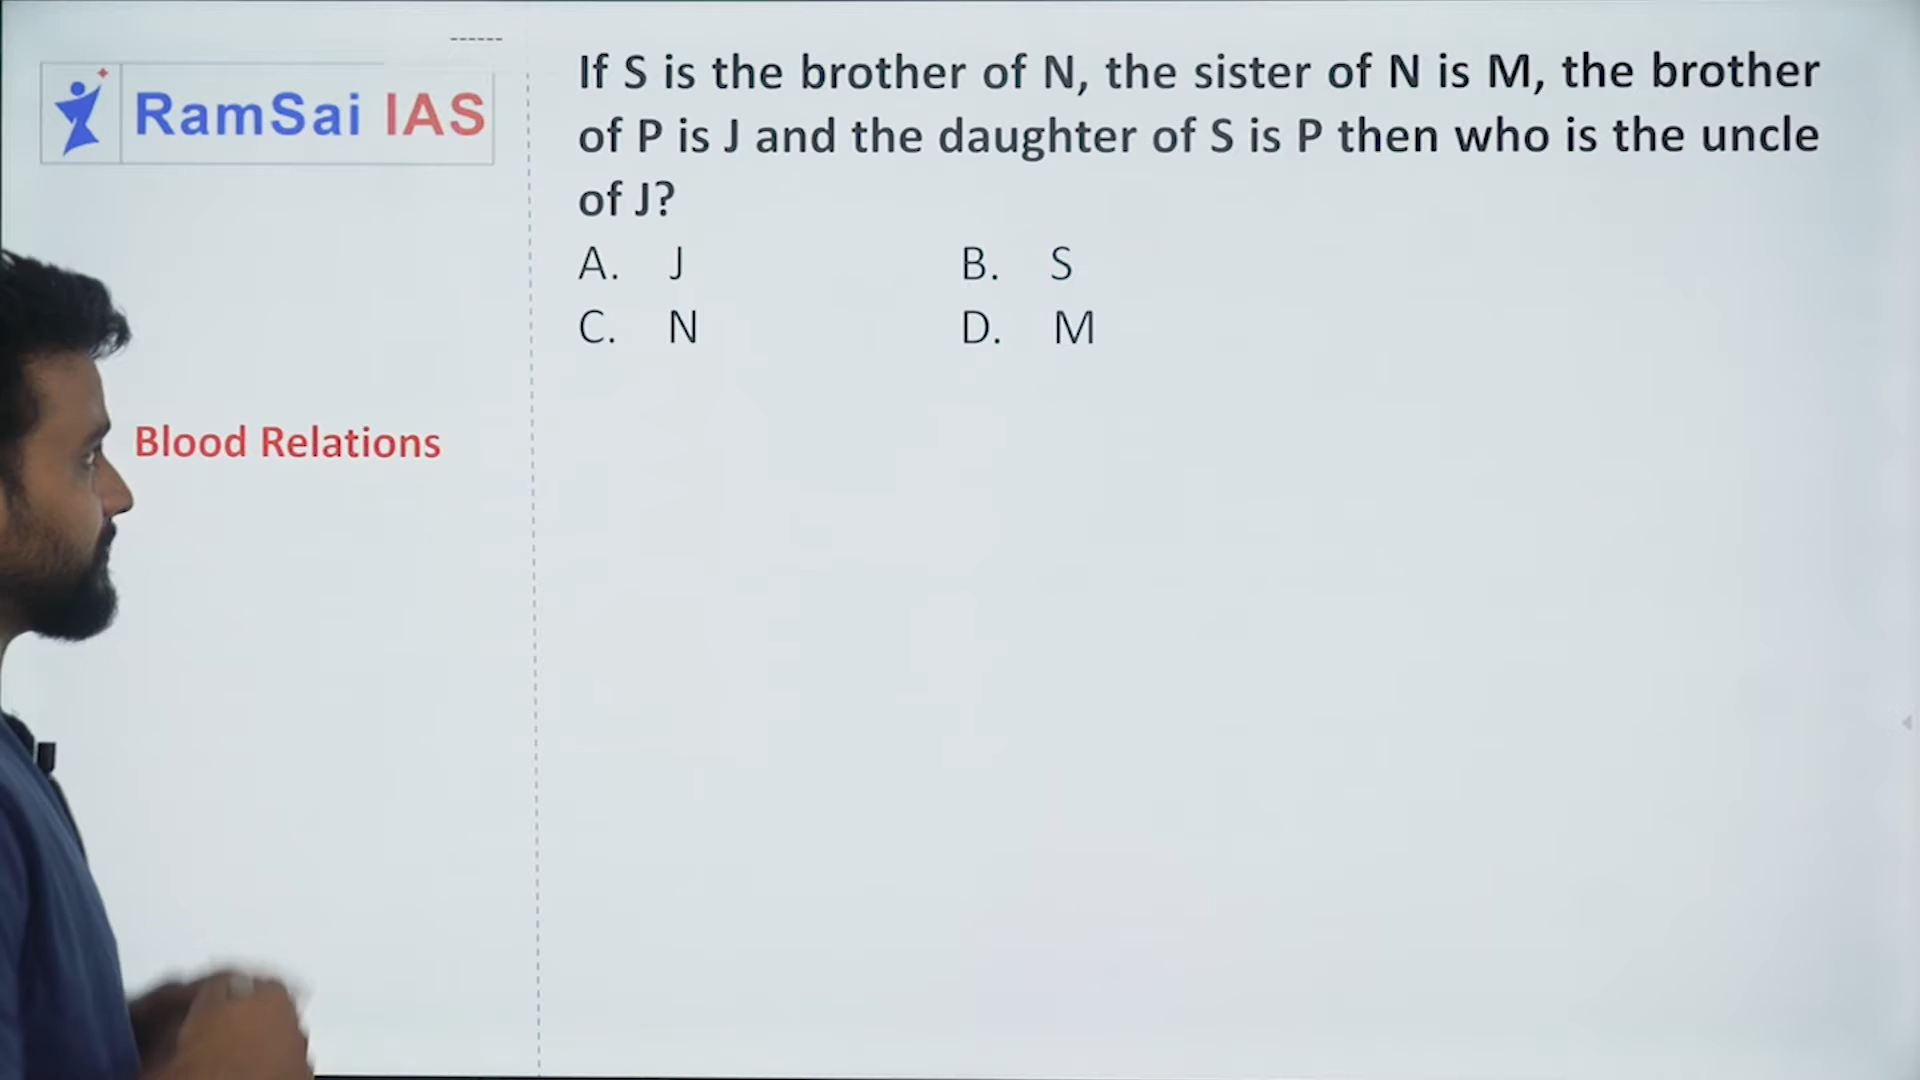 RamSai IAS
If S is the brother of N, the sister of N is M, the brother
of P is J and the daughter of S is P then who is the uncle
of J?
A. J B. S
C. N D. M
Blood Relations